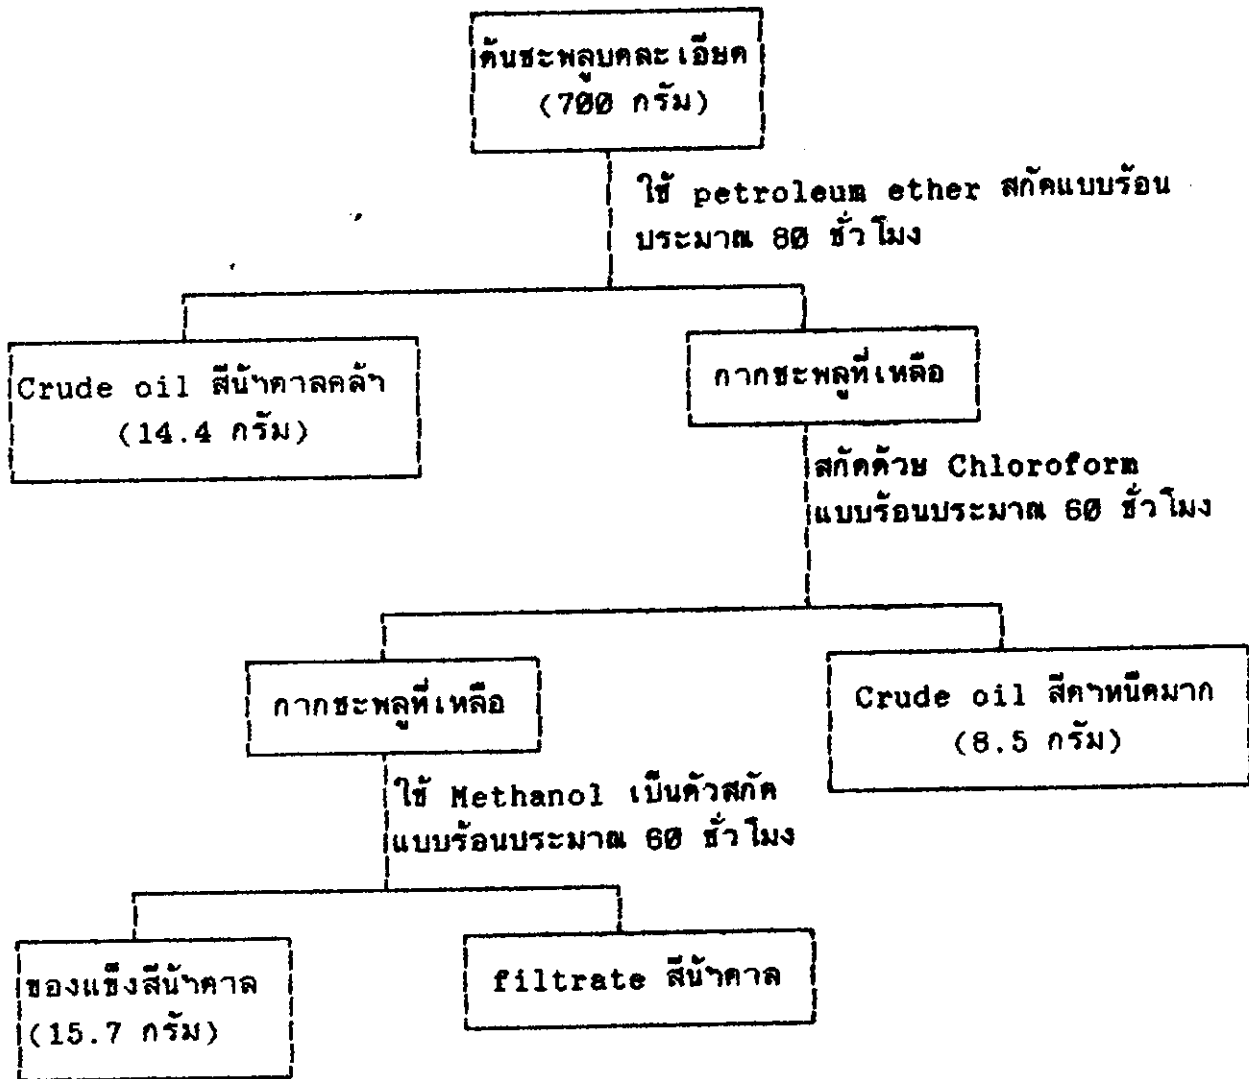 ต้นชะพลูบดละเอียด
(700 กรัม)
ใช้ petroleum ether สกัดแบบร้อน
ประมาณ 80 ชั่วโมง
Crude oil สีน้ำตาลคล้ำ
(14.4 กรัม)
กากชะพลูที่เหลือ
สกัดด้วย Chloroform
แบบร้อนประมาณ 60 ชั่วโมง
กากชะพลูที่เหลือ
Crude oil สีดำหนืดมาก
(8.5 กรัม)
ใช้ Methanol เป็นตัวสกัด
แบบร้อนประมาณ 60 ชั่วโมง
ของแข็งสีน้ำตาล
(15.7 กรัม)
filtrate สีน้ำตาล